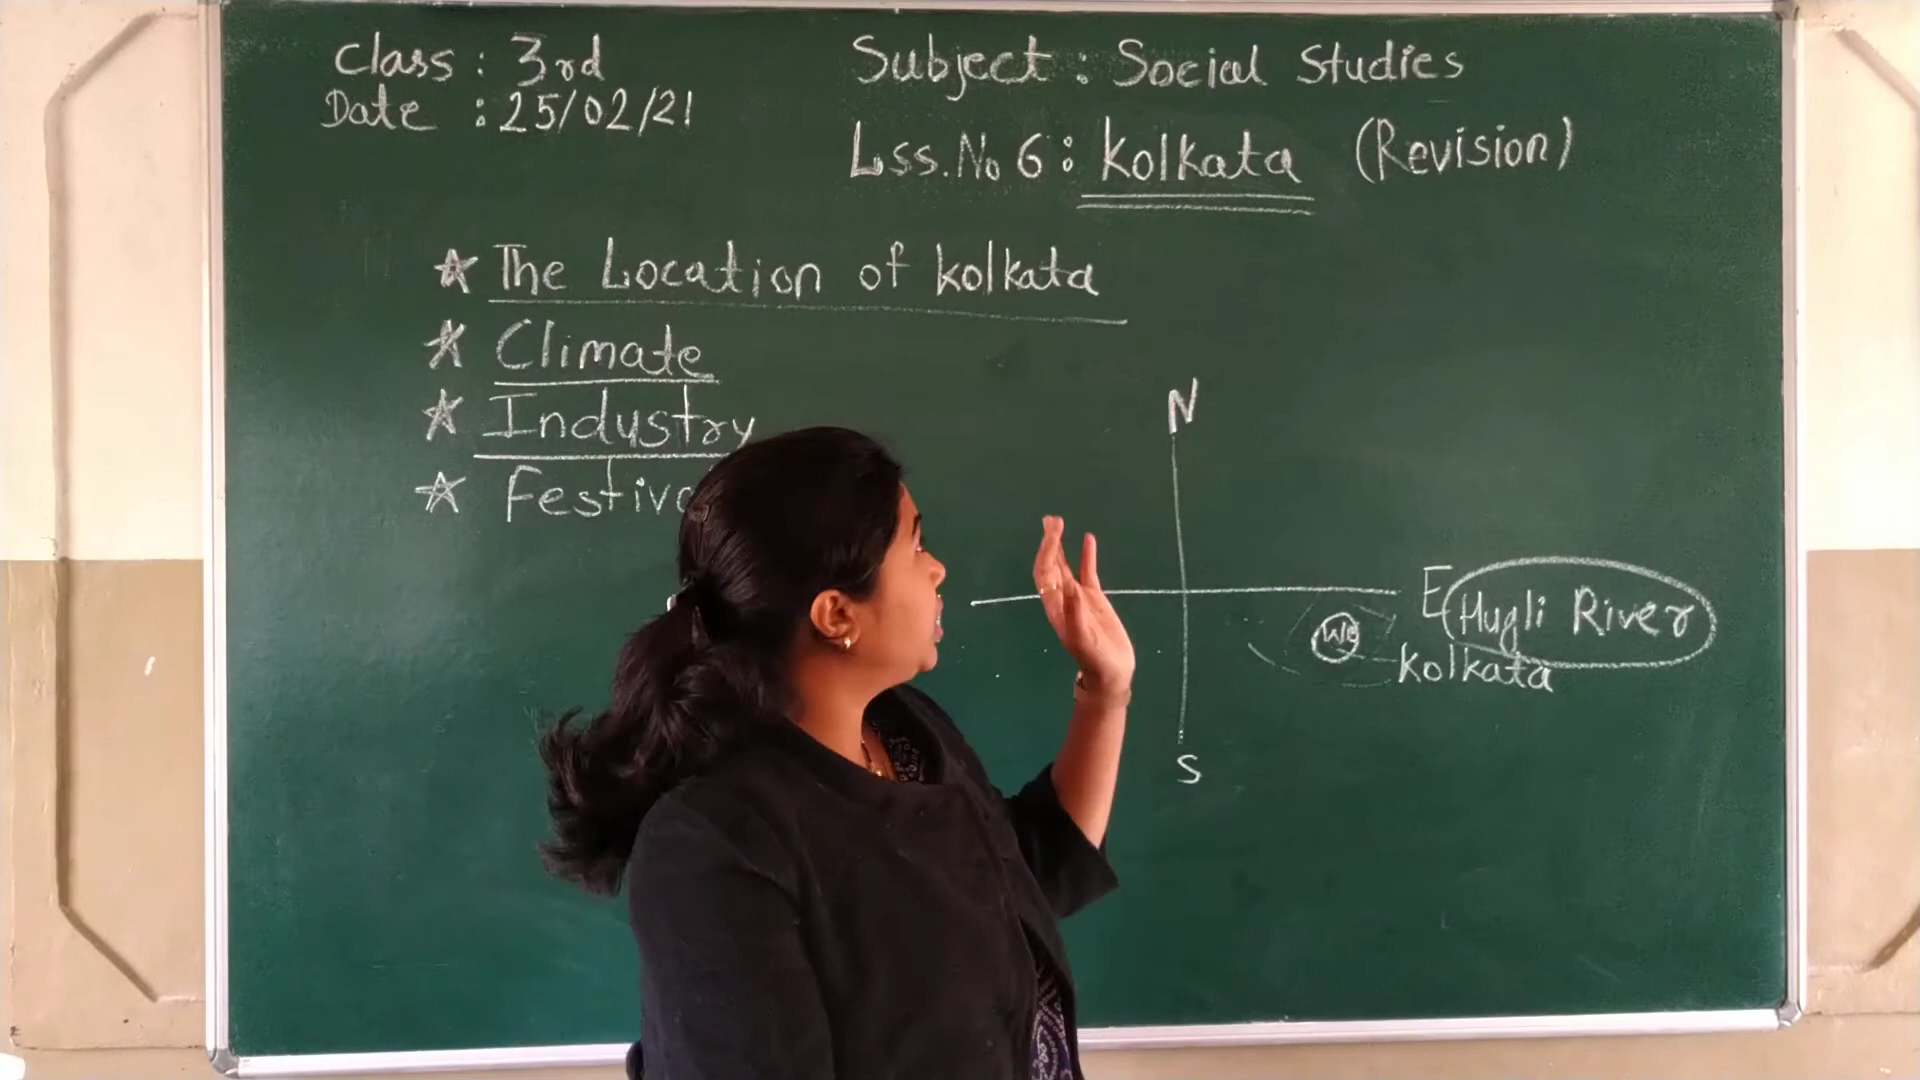 Class : 3rd
Date : 25/02/21
Subject : Social Studies
Lss.No 6 : Kolkata (Revision)
The Location of Kolkata
Climate
Industry
N
E
Hugli River
Kolkata
S